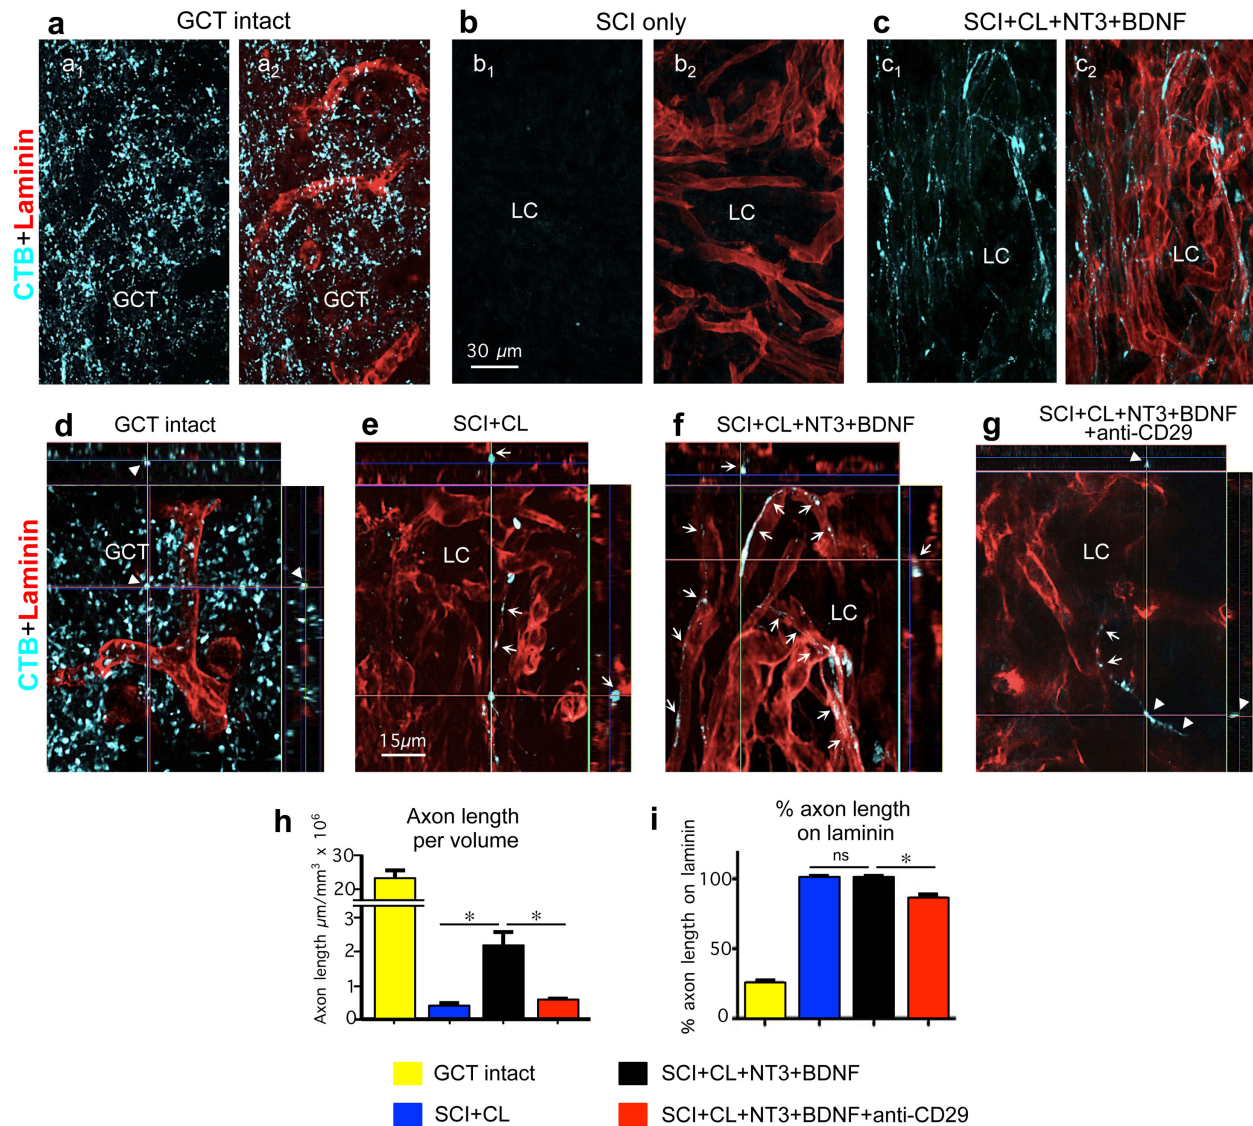 a GCT intact
b SCI only
c SCI+CL+NT3+BDNF
CTB+Laminin
a1
a2
b1
b2
c1
c2
GCT
GCT
LC
LC
LC
LC
30 µm
d GCT intact
e SCI+CL
f SCI+CL+NT3+BDNF
g SCI+CL+NT3+BDNF
+anti-CD29
CTB+Laminin
GCT
LC
LC
LC
15µm
h Axon length
per volume
Axon length µm/mm³ x 10⁶
30
20
3
2
1
0
* *
i % axon length
on laminin
% axon length on laminin
100
50
0
ns *
GCT intact
SCI+CL
SCI+CL+NT3+BDNF
SCI+CL+NT3+BDNF+anti-CD29